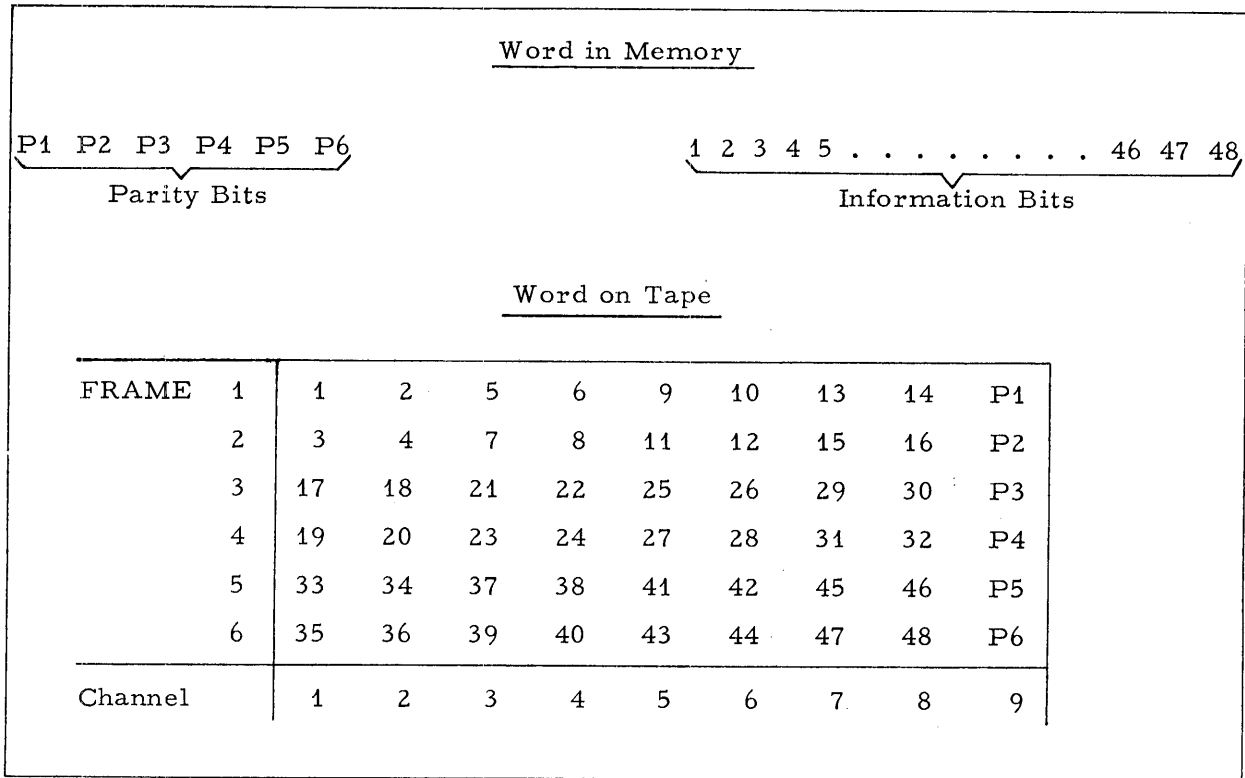 Word in Memory
P1 P2 P3 P4 P5 P6 1 2 3 4 5 . . . . . . . . 46 47 48
Parity Bits Information Bits
Word on Tape
FRAME 1 1 2 5 6 9 10 13 14 P1
2 3 4 7 8 11 12 15 16 P2
3 17 18 21 22 25 26 29 30 P3
4 19 20 23 24 27 28 31 32 P4
5 33 34 37 38 41 42 45 46 P5
6 35 36 39 40 43 44 47 48 P6
Channel 1 2 3 4 5 6 7 8 9